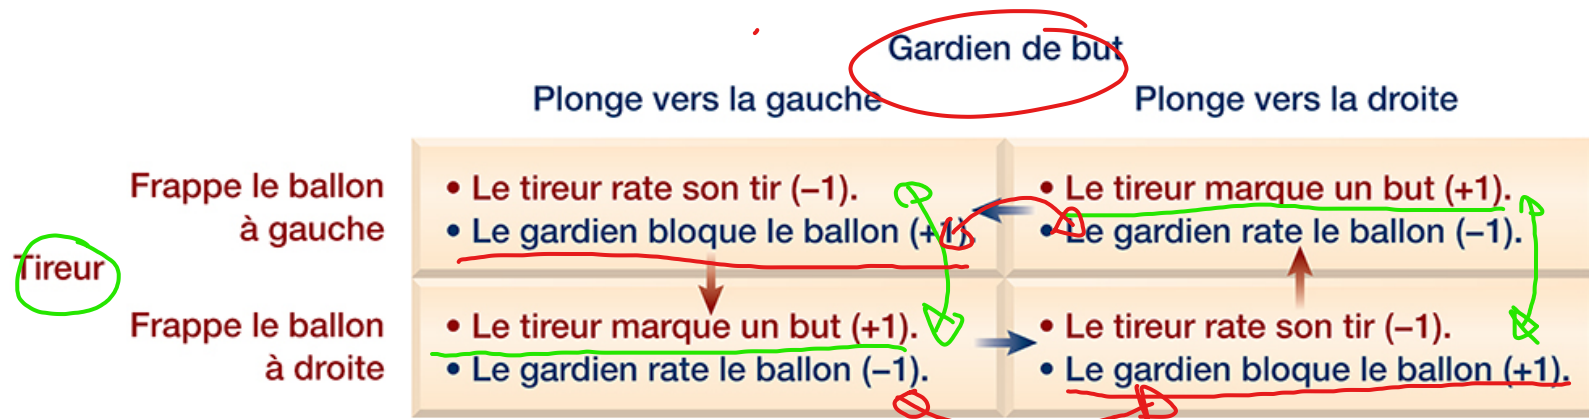 Gardien de but
Plonge vers la gauche
Plonge vers la droite
Frappe le ballon
à gauche
• Le tireur rate son tir (–1).
• Le gardien bloque le ballon (+1).
• Le tireur marque un but (+1).
• Le gardien rate le ballon (–1).
Tireur
Frappe le ballon
à droite
• Le tireur marque un but (+1).
• Le gardien rate le ballon (–1).
• Le tireur rate son tir (–1).
• Le gardien bloque le ballon (+1).